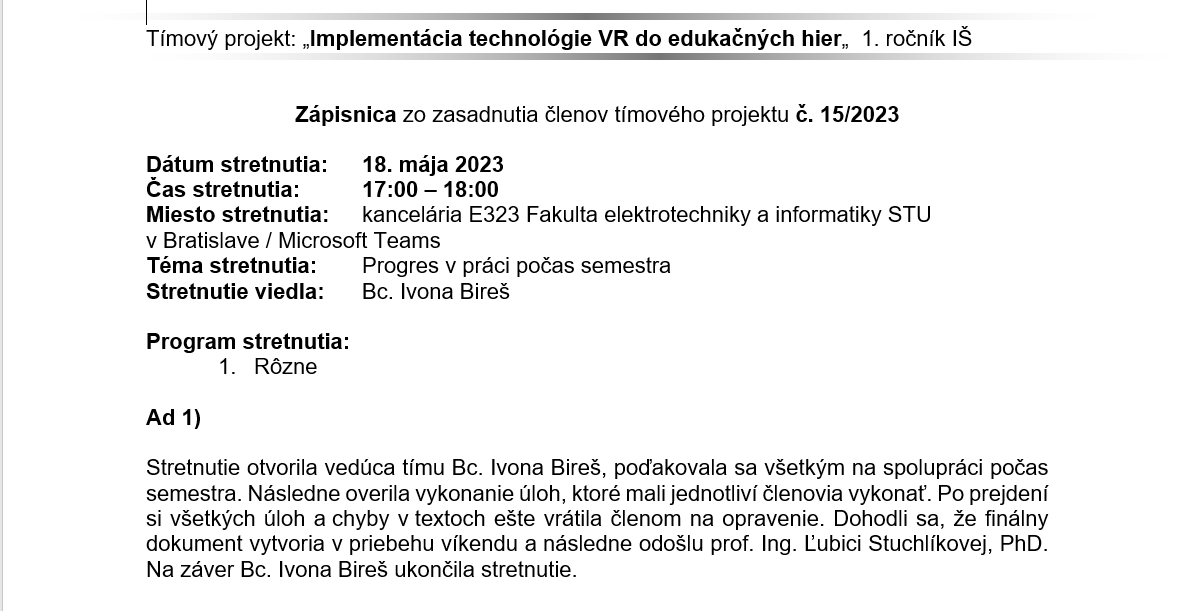 Tímový projekt: „Implementácia technológie VR do edukačných hier„ 1. ročník IŠ
Zápisnica zo zasadnutia členov tímového projektu č. 15/2023
Dátum stretnutia: 18. mája 2023
Čas stretnutia: 17:00 – 18:00
Miesto stretnutia: kancelária E323 Fakulta elektrotechniky a informatiky STU
v Bratislave / Microsoft Teams
Téma stretnutia: Progres v práci počas semestra
Stretnutie viedla: Bc. Ivona Bireš
Program stretnutia:
1. Rôzne
Ad 1)
Stretnutie otvorila vedúca tímu Bc. Ivona Bireš, poďakovala sa všetkým na spolupráci počas
semestra. Následne overila vykonanie úloh, ktoré mali jednotliví členovia vykonať. Po prejdení
si všetkých úloh a chyby v textoch ešte vrátila členom na opravenie. Dohodli sa, že finálny
dokument vytvoria v priebehu víkendu a následne odošlu prof. Ing. Ľubici Stuchlíkovej, PhD.
Na záver Bc. Ivona Bireš ukončila stretnutie.